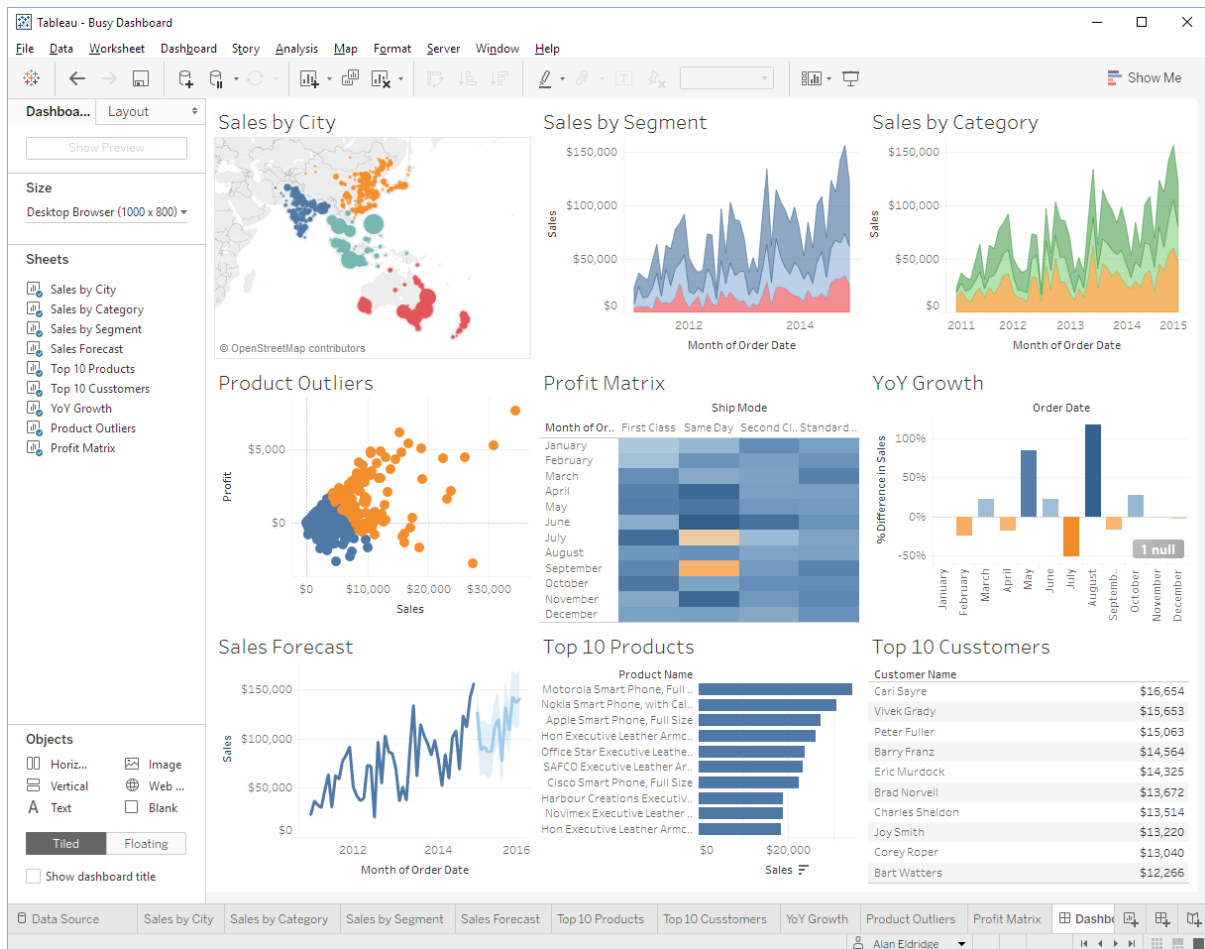 Tableau - Busy Dashboard
File Data Worksheet Dashboard Story Analysis Map Format Server Window Help
Show Me
Dashboa... Layout
Show Preview
Size
Desktop Browser (1000 x 800)
Sheets
Sales by City
Sales by Category
Sales by Segment
Sales Forecast
Top 10 Products
Top 10 Cusstomers
YoY Growth
Product Outliers
Profit Matrix
Objects
Horiz... Image
Vertical Web ...
A Text Blank
Tiled Floating
Show dashboard title
Sales by City
© OpenStreetMap contributors
Sales by Segment
$150,000
$100,000
$50,000
$0
Sales
2012 2014
Month of Order Date
Sales by Category
$150,000
$100,000
$50,000
$0
Sales
2011 2012 2013 2014 2015
Month of Order Date
Product Outliers
$5,000
$0
Profit
$0 $10,000 $20,000 $30,000
Sales
Profit Matrix
Ship Mode
Month of Or.. First Class Same Day Second Cl.. Standard ..
January
February
March
April
May
June
July
August
September
October
November
December
YoY Growth
Order Date
100%
50%
0%
-50%
% Difference in Sales
1 null
January
February
March
April
May
June
July
August
Septemb..
October
November
December
Sales Forecast
$150,000
$100,000
$50,000
$0
Sales
2012 2014 2016
Month of Order Date
Top 10 Products
Product Name
Motorola Smart Phone, Full ..
Nokia Smart Phone, with Cal..
Apple Smart Phone, Full Size
Hon Executive Leather Armc..
Office Star Executive Leathe..
SAFCO Executive Leather Ar..
Cisco Smart Phone, Full Size
Harbour Creations Executiv..
Novimex Executive Leather ..
Hon Executive Leather Armc..
$0 $20,000
Sales
Top 10 Cusstomers
Customer Name
Cari Sayre $16,654
Vivek Grady $15,653
Peter Fuller $15,063
Barry Franz $14,564
Eric Murdock $14,325
Brad Norvell $13,672
Charles Sheldon $13,514
Joy Smith $13,220
Corey Roper $13,040
Bart Watters $12,266
Data Source Sales by City Sales by Category Sales by Segment Sales Forecast Top 10 Products Top 10 Cusstomers YoY Growth Product Outliers Profit Matrix Dashbo
Alan Eldridge